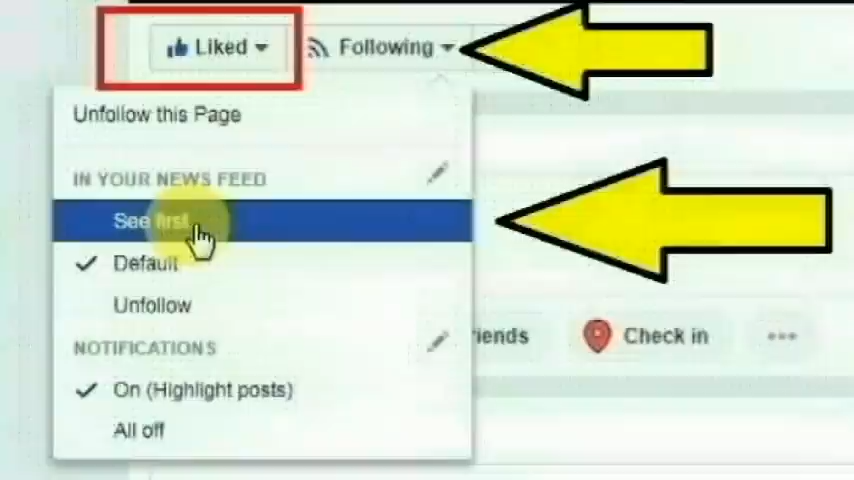 Liked Following
Unfollow this Page
IN YOUR NEWS FEED
See first
Default
Unfollow
riends Check in
NOTIFICATIONS
On (Highlight posts)
All off